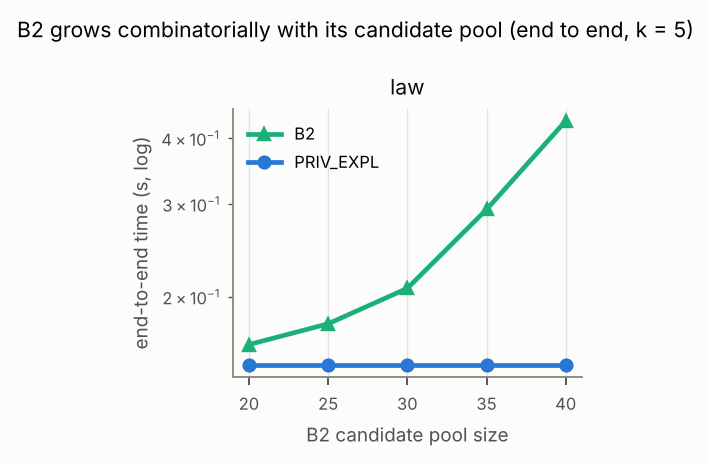 B2 grows combinatorially with its candidate pool (end to end, k = 5)
law
end-to-end time (s, log)
4 × 10⁻¹
3 × 10⁻¹
2 × 10⁻¹
B2
PRIV_EXPL
20 25 30 35 40
B2 candidate pool size